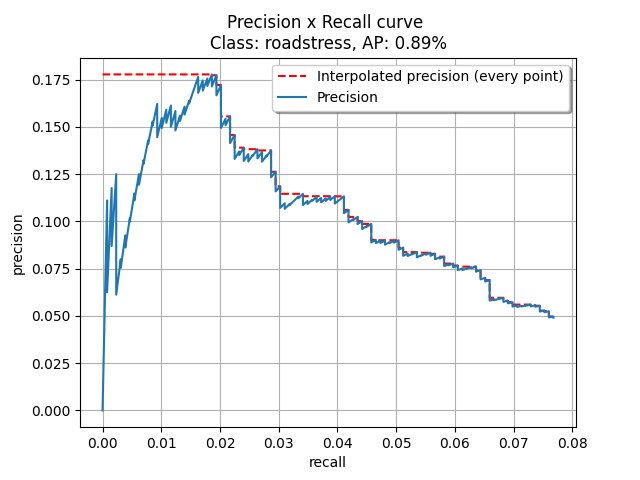 Precision x Recall curve
Class: roadstress, AP: 0.89%
Interpolated precision (every point)
Precision
0.175
0.150
0.125
0.100
0.075
0.050
0.025
0.000
precision
0.00 0.01 0.02 0.03 0.04 0.05 0.06 0.07 0.08
recall